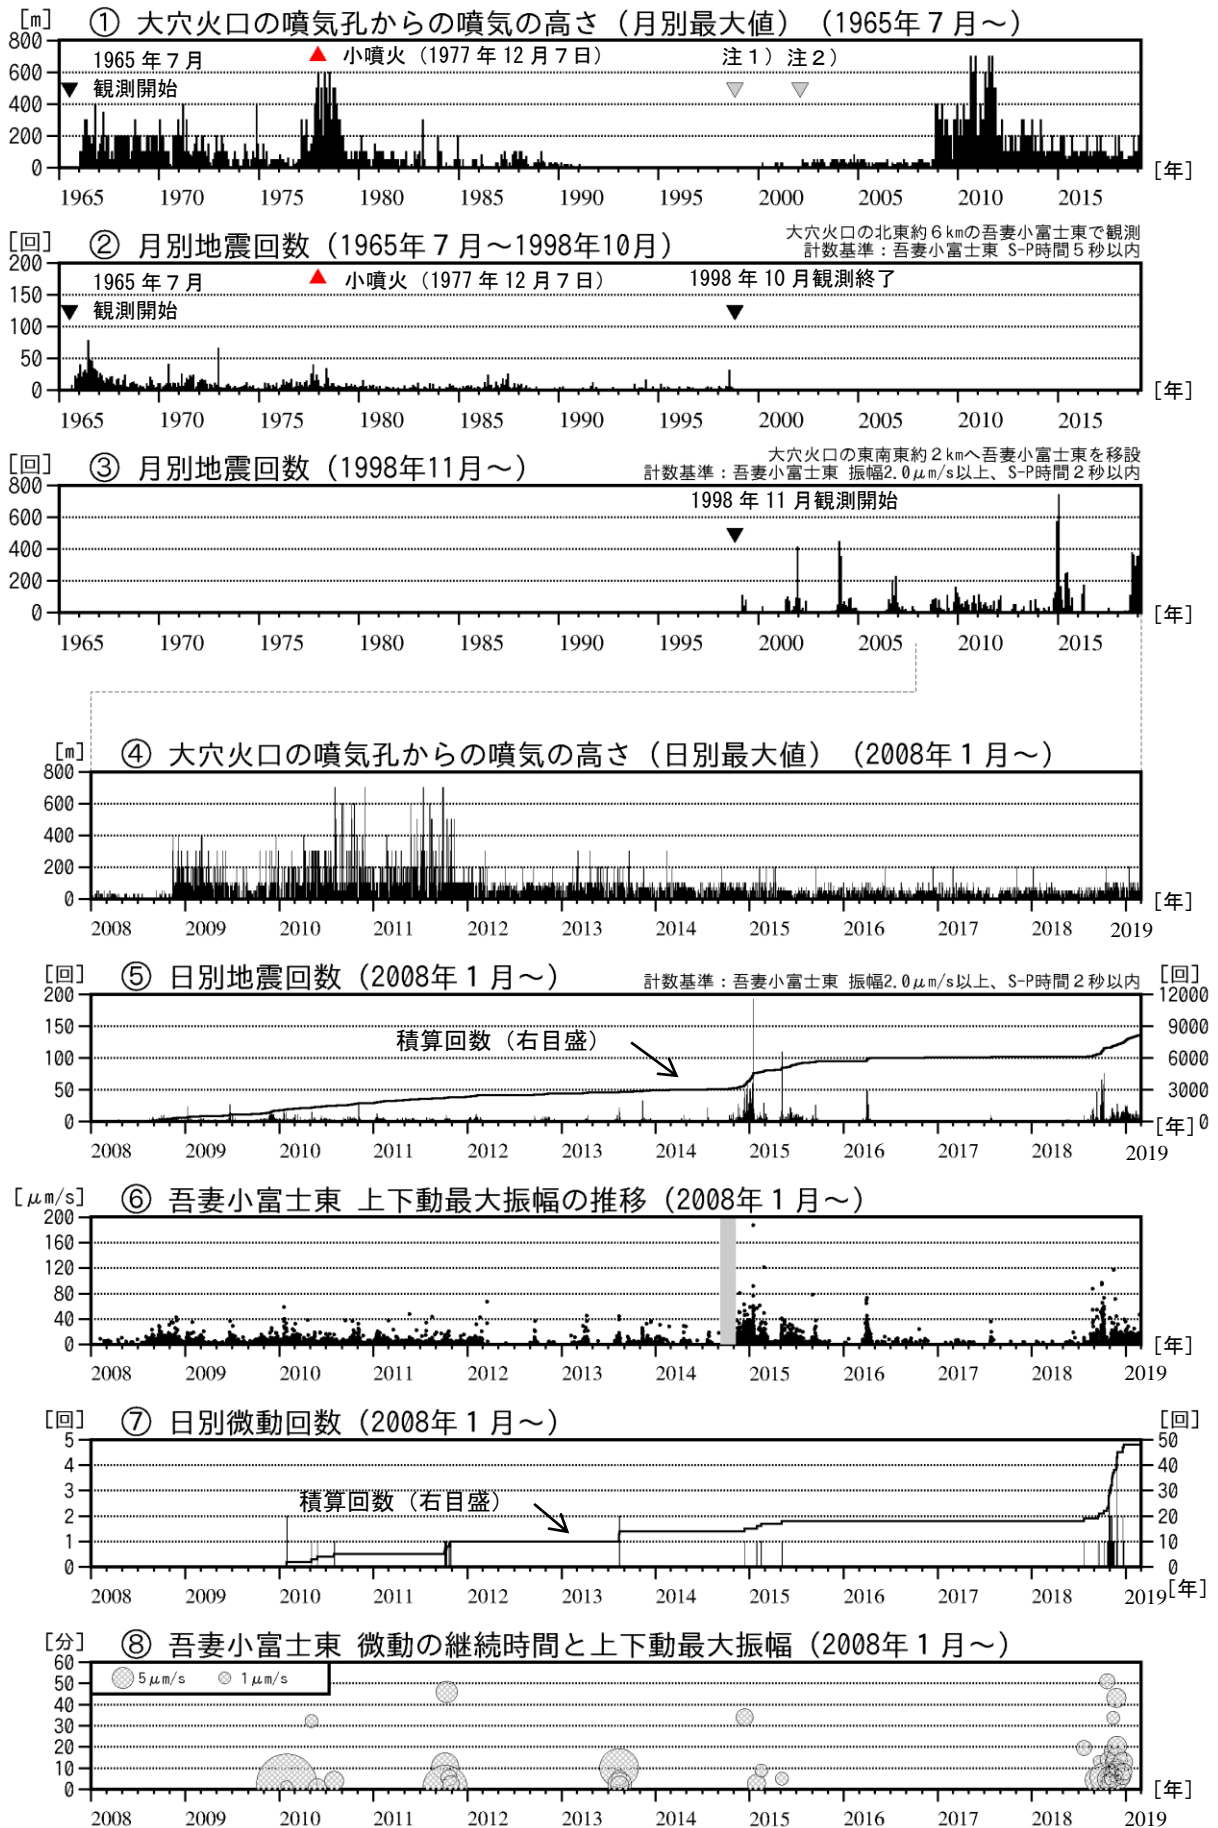 [m] ① 大穴火口の噴気孔からの噴気の高さ（月別最大値）（1965年７月～）
800
600
400
200
0
1965 年７月
▼ 観測開始
▲ 小噴火（1977 年 12 月７日）
注１） 注２）
[年]
1965 1970 1975 1980 1985 1990 1995 2000 2005 2010 2015
[回] ② 月別地震回数（1965年７月～1998年10月）
大穴火口の北東約６kmの吾妻小富士東で観測
計数基準：吾妻小富士東 S-P時間５秒以内
200
150
100
50
0
1965 年７月
▼ 観測開始
▲ 小噴火（1977 年 12 月７日）
1998 年 10 月観測終了
[年]
1965 1970 1975 1980 1985 1990 1995 2000 2005 2010 2015
[回] ③ 月別地震回数（1998年11月～）
大穴火口の東南東約２kmへ吾妻小富士東を移設
計数基準：吾妻小富士東 振幅2.0μm/s以上、S-P時間２秒以内
800
600
400
200
0
1998 年 11 月観測開始
[年]
1965 1970 1975 1980 1985 1990 1995 2000 2005 2010 2015
[m] ④ 大穴火口の噴気孔からの噴気の高さ（日別最大値）（2008年１月～）
800
600
400
200
0
[年]
2008 2009 2010 2011 2012 2013 2014 2015 2016 2017 2018 2019
[回] ⑤ 日別地震回数（2008年１月～）
計数基準：吾妻小富士東 振幅2.0μm/s以上、S-P時間２秒以内 [回]
200 12000
150 9000
積算回数（右目盛）
100 6000
50 3000
0 0
[年]
2008 2009 2010 2011 2012 2013 2014 2015 2016 2017 2018 2019
[μm/s] ⑥ 吾妻小富士東 上下動最大振幅の推移（2008年１月～）
200
160
120
80
40
0
[年]
2008 2009 2010 2011 2012 2013 2014 2015 2016 2017 2018 2019
[回] ⑦ 日別微動回数（2008年１月～） [回]
5 50
4 40
3 30
積算回数（右目盛）
2 20
1 10
0 0
2008 2009 2010 2011 2012 2013 2014 2015 2016 2017 2018 2019 [年]
[分] ⑧ 吾妻小富士東 微動の継続時間と上下動最大振幅（2008年１月～）
60
5μm/s 1μm/s
50
40
30
20
10
0
[年]
2008 2009 2010 2011 2012 2013 2014 2015 2016 2017 2018 2019